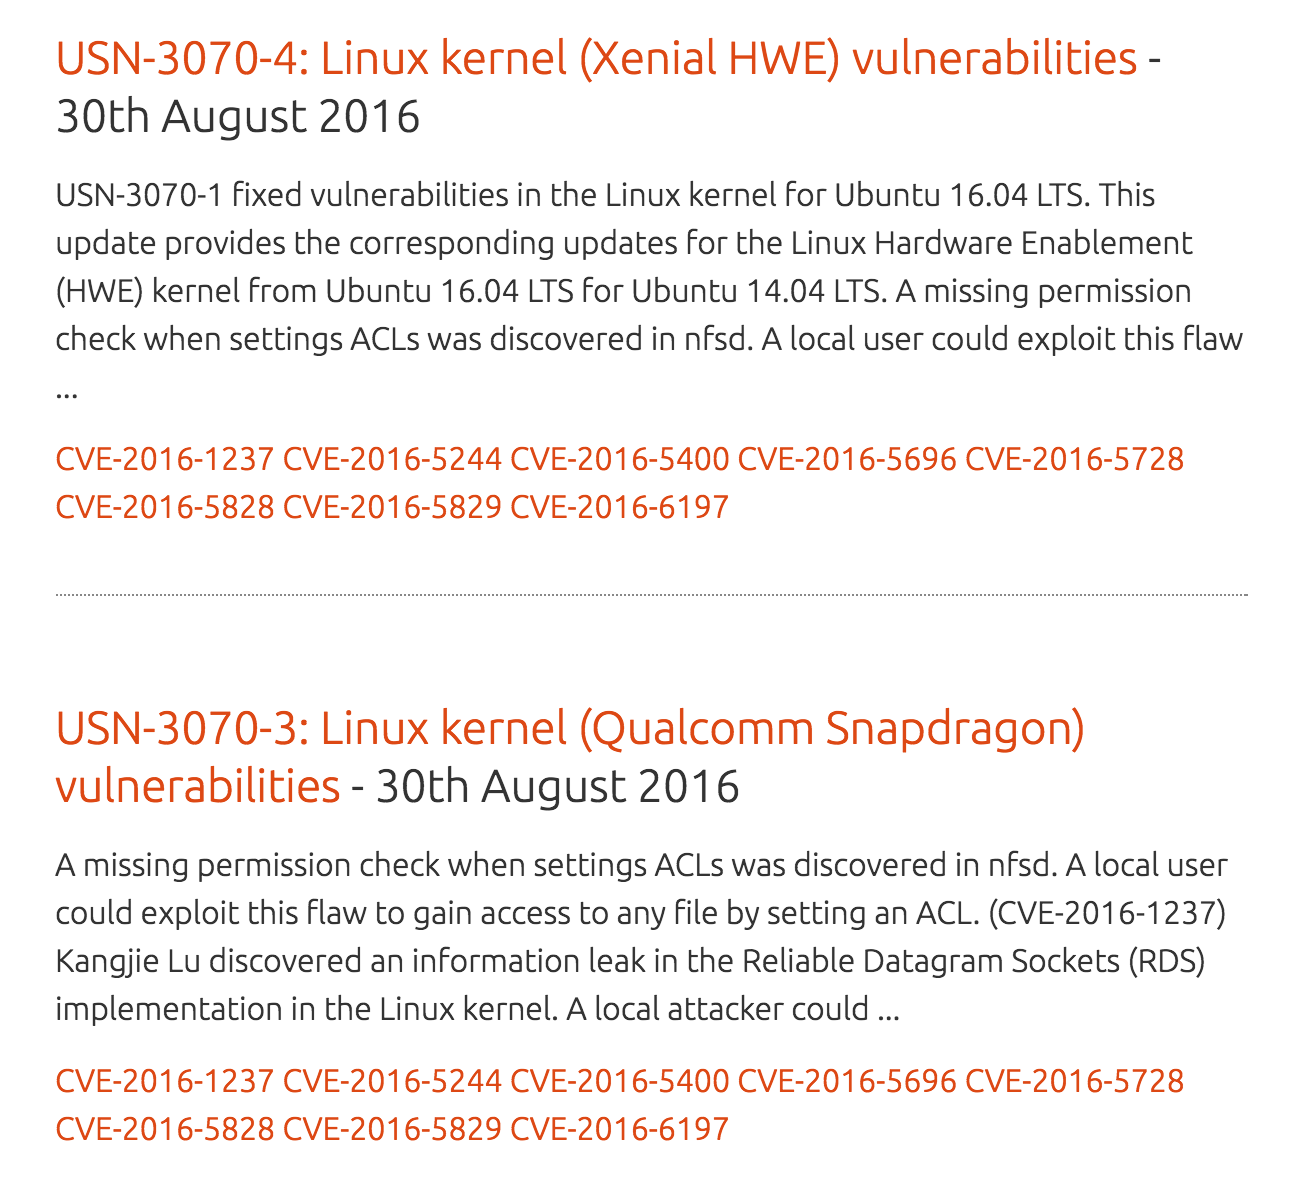 USN-3070-4: Linux kernel (Xenial HWE) vulnerabilities -
30th August 2016
USN-3070-1 fixed vulnerabilities in the Linux kernel for Ubuntu 16.04 LTS. This
update provides the corresponding updates for the Linux Hardware Enablement
(HWE) kernel from Ubuntu 16.04 LTS for Ubuntu 14.04 LTS. A missing permission
check when settings ACLs was discovered in nfsd. A local user could exploit this flaw
...
CVE-2016-1237 CVE-2016-5244 CVE-2016-5400 CVE-2016-5696 CVE-2016-5728
CVE-2016-5828 CVE-2016-5829 CVE-2016-6197
USN-3070-3: Linux kernel (Qualcomm Snapdragon)
vulnerabilities - 30th August 2016
A missing permission check when settings ACLs was discovered in nfsd. A local user
could exploit this flaw to gain access to any file by setting an ACL. (CVE-2016-1237)
Kangjie Lu discovered an information leak in the Reliable Datagram Sockets (RDS)
implementation in the Linux kernel. A local attacker could ...
CVE-2016-1237 CVE-2016-5244 CVE-2016-5400 CVE-2016-5696 CVE-2016-5728
CVE-2016-5828 CVE-2016-5829 CVE-2016-6197